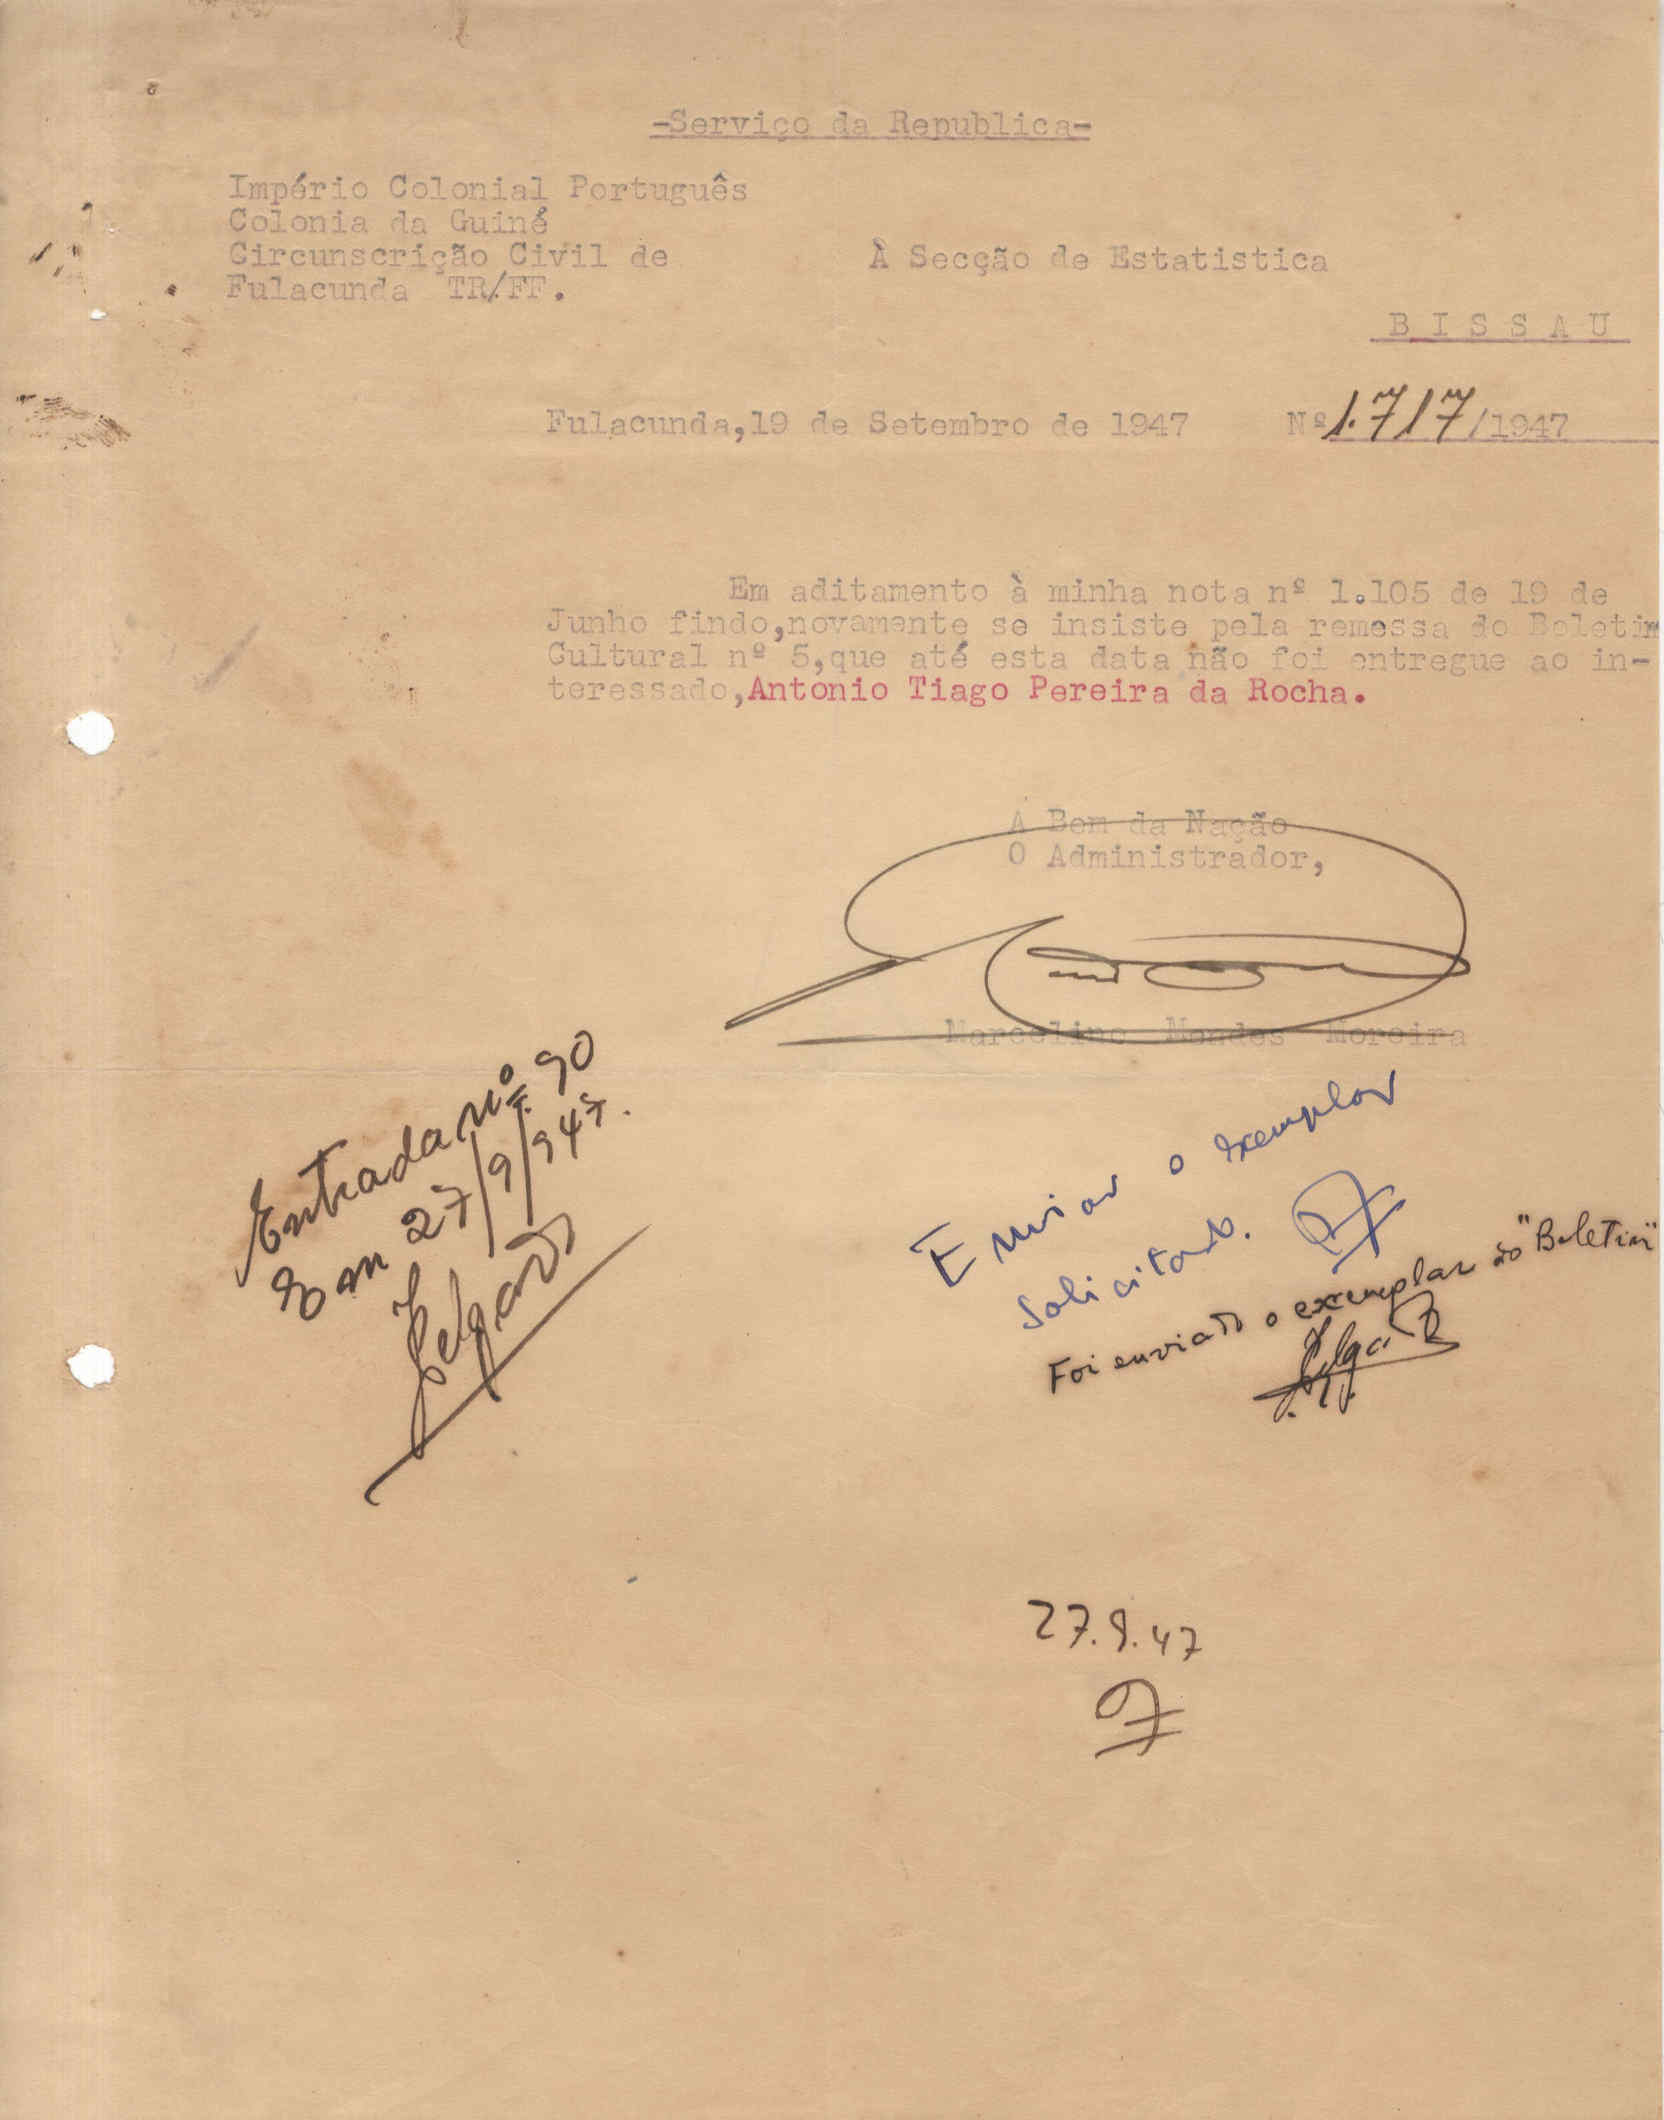 -Serviço da Republica-
Império Colonial Português
Colonia da Guiné
Circunscrição Civil de
Fulacunda TR/.FF.
À Secção de Estatistica
BISSAU
Fulacunda,19 de Setembro de 1947 Nº 1.717/1947
Em aditamento à minha nota nº 1.105 de 19 de
Junho findo,novamente se insiste pela remessa do Boletim
Cultural nº 5,que até esta data não foi entregue ao in-
teressado,Antonio Tiago Pereira da Rocha.
A Bem da Nação
O Administrador,
Marcelino Mendes Moreira
Entrada nº 90
Em 27/9/947.
Enviar o exemplar
solicitado.
Foi enviado o exemplar do "Boletim"
27.9.47